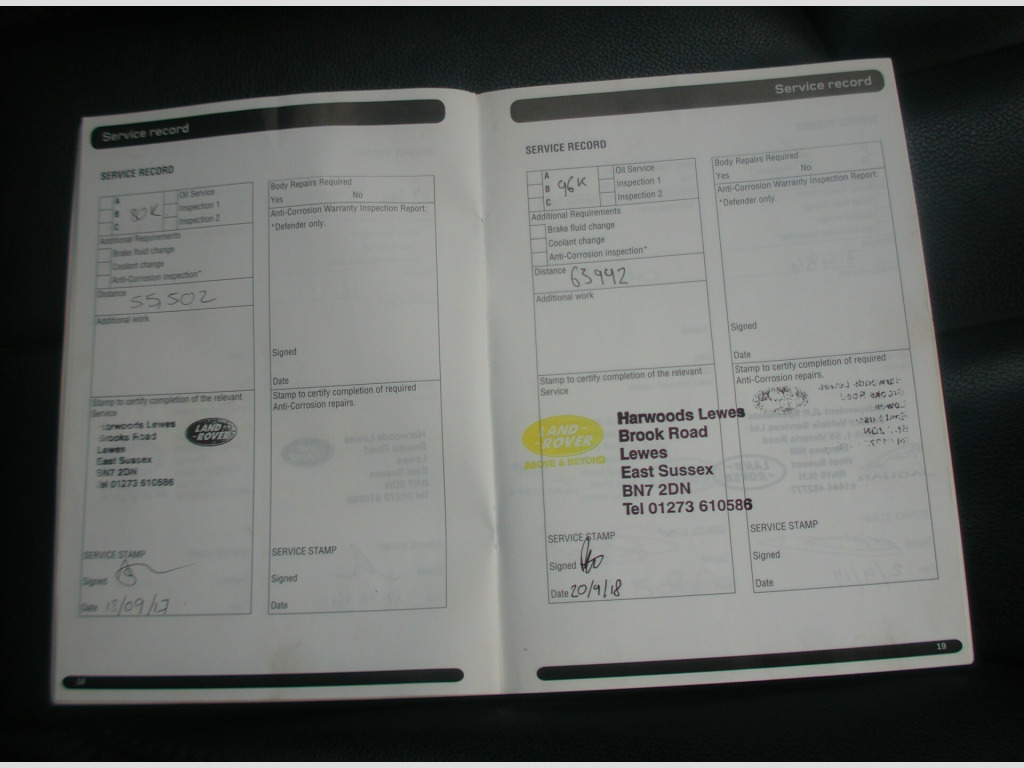 Service record
SERVICE RECORD
A
B
C
80K
Oil Service
Inspection 1
Inspection 2
Additional Requirements
Brake fluid change
Coolant change
Anti-Corrosion inspection*
Distance 55,502
Additional work
Stamp to certify completion of the relevant
Service
Harwoods Lewes
Brooks Road
Lewes
East Sussex
BN7 2DN
Tel 01273 610586
LAND-
-ROVER
SERVICE STAMP
Signed
Date 18/09/17
Body Repairs Required
Yes No
Anti-Corrosion Warranty Inspection Report:
*Defender only.
Signed
Date
Stamp to certify completion of required
Anti-Corrosion repairs.
SERVICE STAMP
Signed
Date
18
Service record
SERVICE RECORD
A
B
C
96K
Oil Service
Inspection 1
Inspection 2
Additional Requirements
Brake fluid change
Coolant change
Anti-Corrosion inspection*
Distance 63942
Additional work
Stamp to certify completion of the relevant
Service
LAND-
-ROVER
ABOVE & BEYOND
Harwoods Lewes
Brook Road
Lewes
East Sussex
BN7 2DN
Tel 01273 610586
SERVICE STAMP
Signed
Date 20/9/18
Body Repairs Required
Yes No
Anti-Corrosion Warranty Inspection Report:
*Defender only.
Signed
Date
Stamp to certify completion of required
Anti-Corrosion repairs.
SERVICE STAMP
Signed
Date
19